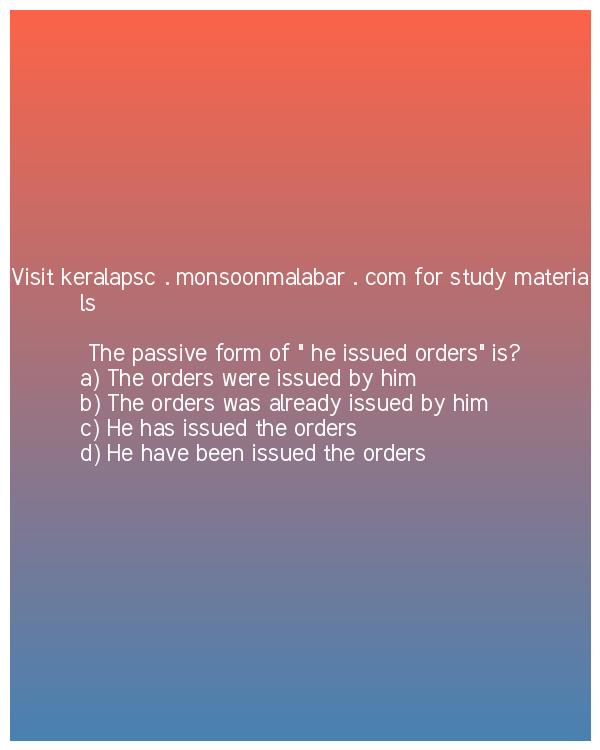 Visit keralapsc . monsoonmalabar . com for study materia
ls
The passive form of " he issued orders" is?
a) The orders were issued by him
b) The orders was already issued by him
c) He has issued the orders
d) He have been issued the orders